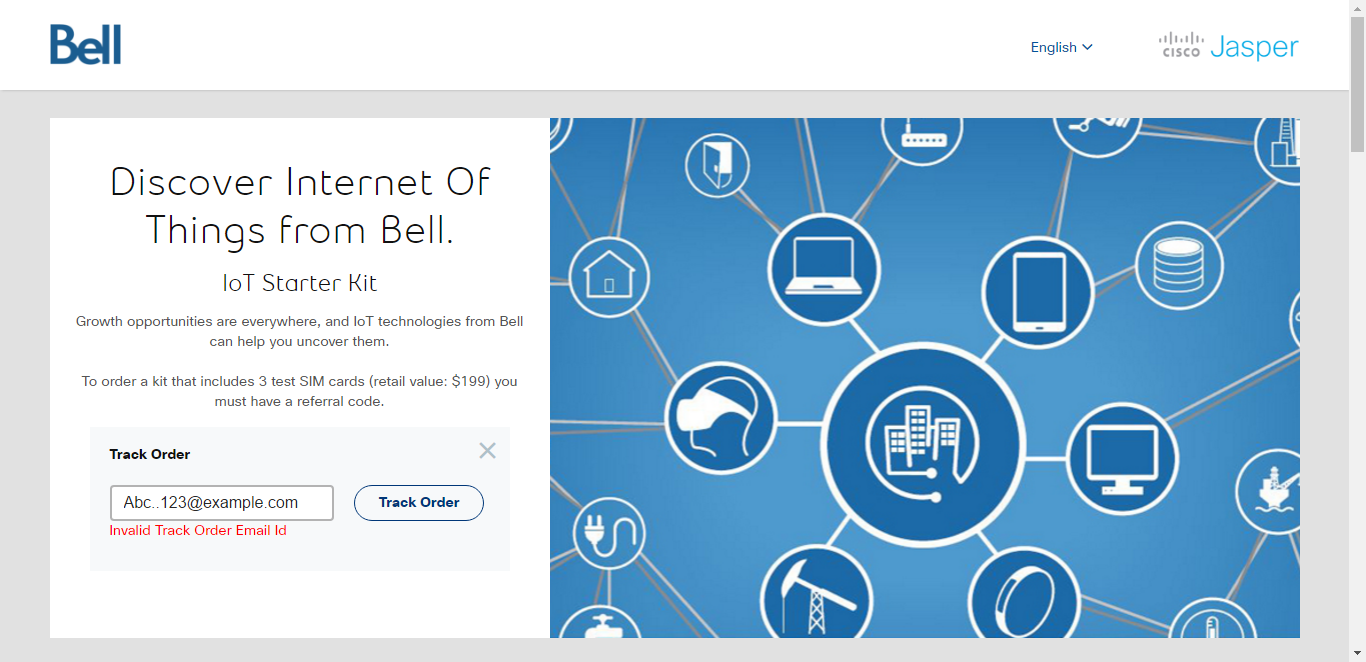 Bell
English
cisco Jasper
Discover Internet Of
Things from Bell.
IoT Starter Kit
Growth opportunities are everywhere, and IoT technologies from Bell
can help you uncover them.
To order a kit that includes 3 test SIM cards (retail value: $199) you
must have a referral code.
Track Order
Abc..123@example.com
Track Order
Invalid Track Order Email Id